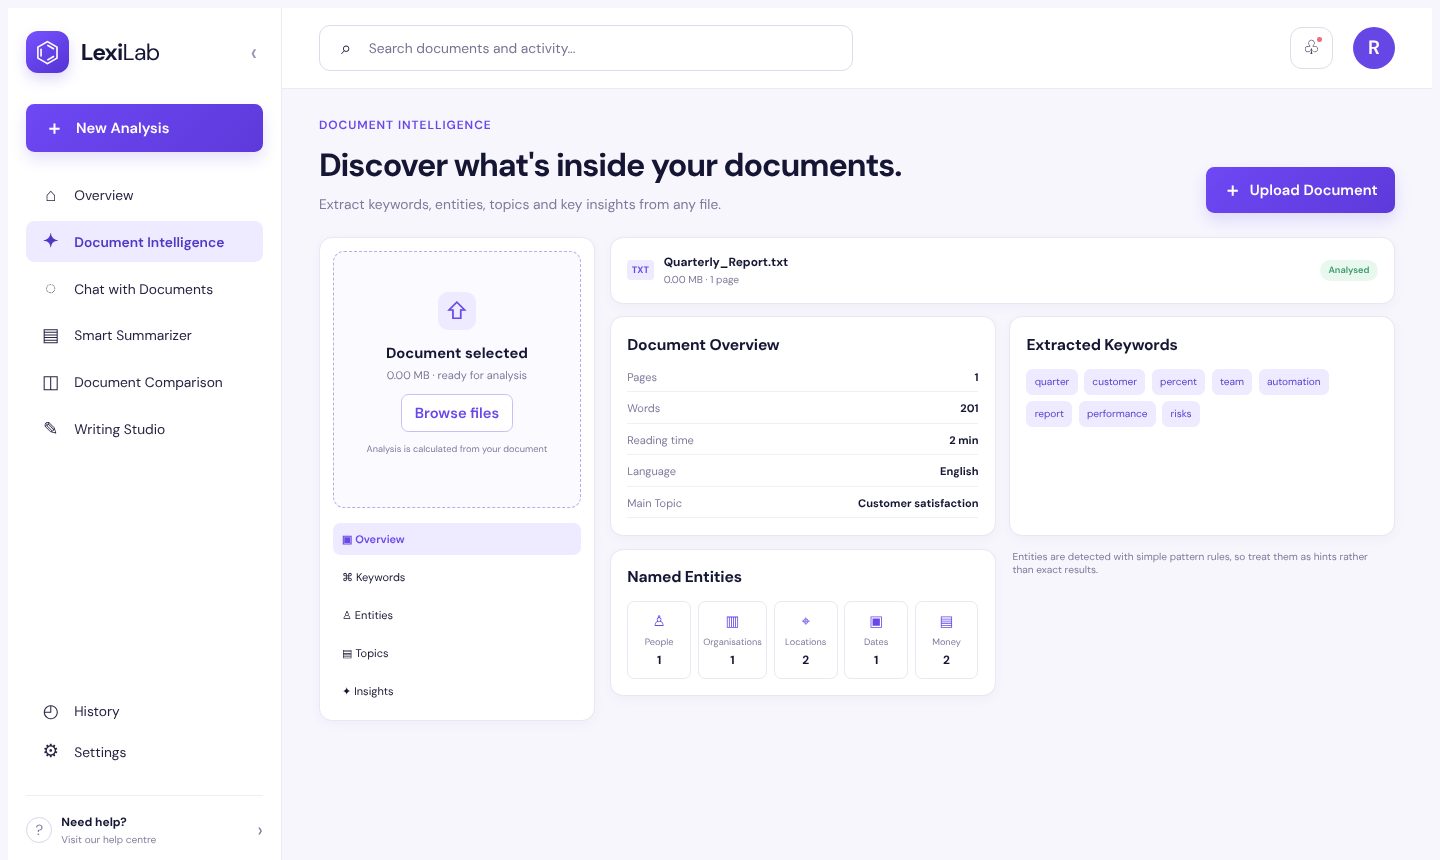 LexiLab
Search documents and activity...
R
+ New Analysis
Overview
Document Intelligence
Chat with Documents
Smart Summarizer
Document Comparison
Writing Studio
History
Settings
?
Need help?
Visit our help centre
DOCUMENT INTELLIGENCE
Discover what's inside your documents.
Extract keywords, entities, topics and key insights from any file.
+ Upload Document
Document selected
0.00 MB · ready for analysis
Browse files
Analysis is calculated from your document
Overview
Keywords
Entities
Topics
Insights
TXT
Quarterly_Report.txt
0.00 MB · 1 page
Analysed
Document Overview
Pages 1
Words 201
Reading time 2 min
Language English
Main Topic Customer satisfaction
Extracted Keywords
quarter customer percent team automation
report performance risks
Named Entities
People Organisations Locations Dates Money
1 1 2 1 2
Entities are detected with simple pattern rules, so treat them as hints rather
than exact results.